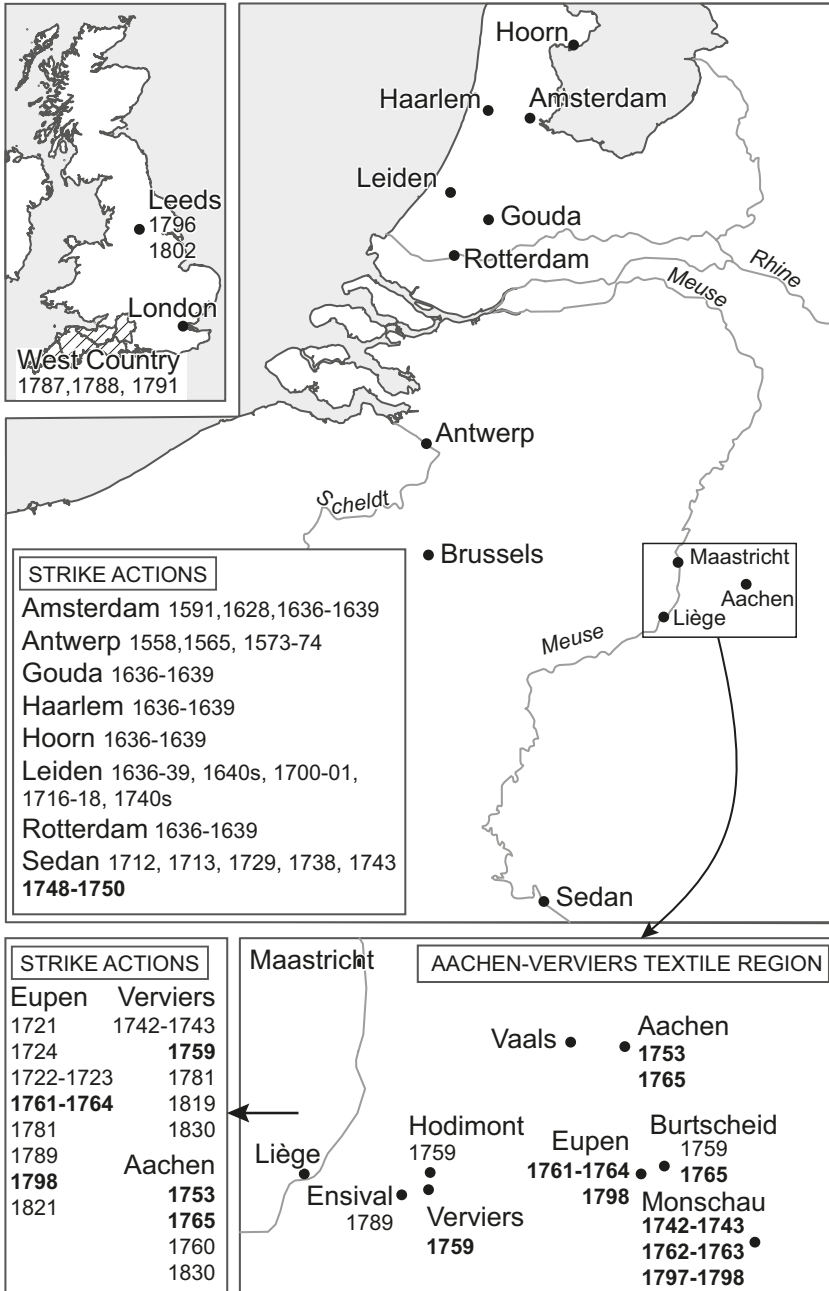 Leeds
1796
1802
London
West Country
1787,1788, 1791
Hoorn
Haarlem
Amsterdam
Leiden
Gouda
Rotterdam
Rhine
Meuse
Antwerp
Scheldt
Brussels
Maastricht
Aachen
Liège
Meuse
Sedan
STRIKE ACTIONS
Amsterdam 1591,1628,1636-1639
Antwerp 1558,1565, 1573-74
Gouda 1636-1639
Haarlem 1636-1639
Hoorn 1636-1639
Leiden 1636-39, 1640s, 1700-01,
1716-18, 1740s
Rotterdam 1636-1639
Sedan 1712, 1713, 1729, 1738, 1743
1748-1750
STRIKE ACTIONS
Eupen
1721
1724
1722-1723
1761-1764
1781
1789
1798
1821
Verviers
1742-1743
1759
1781
1819
1830
Aachen
1753
1765
1760
1830
AACHEN-VERVIERS TEXTILE REGION
Maastricht
Vaals
Aachen
1753
1765
Liège
Hodimont
1759
Ensival
1789
Verviers
1759
Eupen
1761-1764
1798
Burtscheid
1759
1765
Monschau
1742-1743
1762-1763
1797-1798